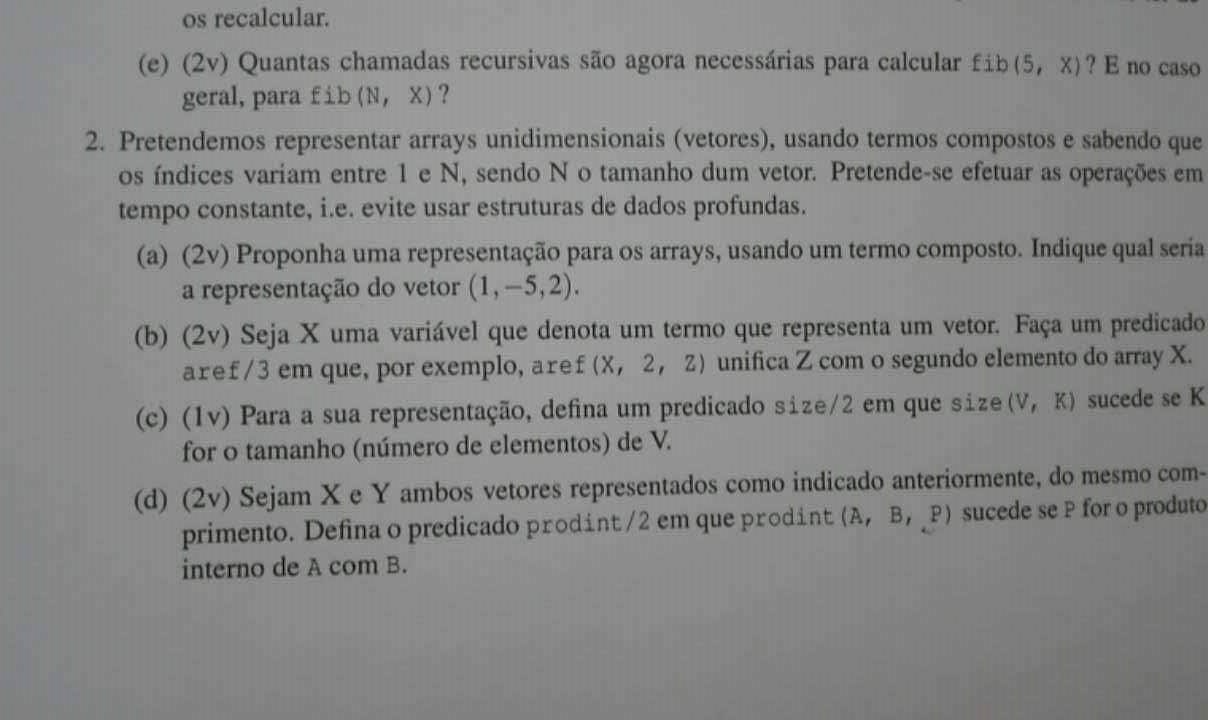 os recalcular.
(e) (2v) Quantas chamadas recursivas são agora necessárias para calcular fib(5, X)? E no caso
geral, para fib(N, X)?
2. Pretendemos representar arrays unidimensionais (vetores), usando termos compostos e sabendo que
os índices variam entre 1 e N, sendo N o tamanho dum vetor. Pretende-se efetuar as operações em
tempo constante, i.e. evite usar estruturas de dados profundas.
(a) (2v) Proponha uma representação para os arrays, usando um termo composto. Indique qual seria
a representação do vetor (1,−5,2).
(b) (2v) Seja X uma variável que denota um termo que representa um vetor. Faça um predicado
aref/3 em que, por exemplo, aref(X, 2, Z) unifica Z com o segundo elemento do array X.
(c) (1v) Para a sua representação, defina um predicado size/2 em que size(V, K) sucede se K
for o tamanho (número de elementos) de V.
(d) (2v) Sejam X e Y ambos vetores representados como indicado anteriormente, do mesmo com-
primento. Defina o predicado prodint/2 em que prodint(A, B, P) sucede se P for o produto
interno de A com B.